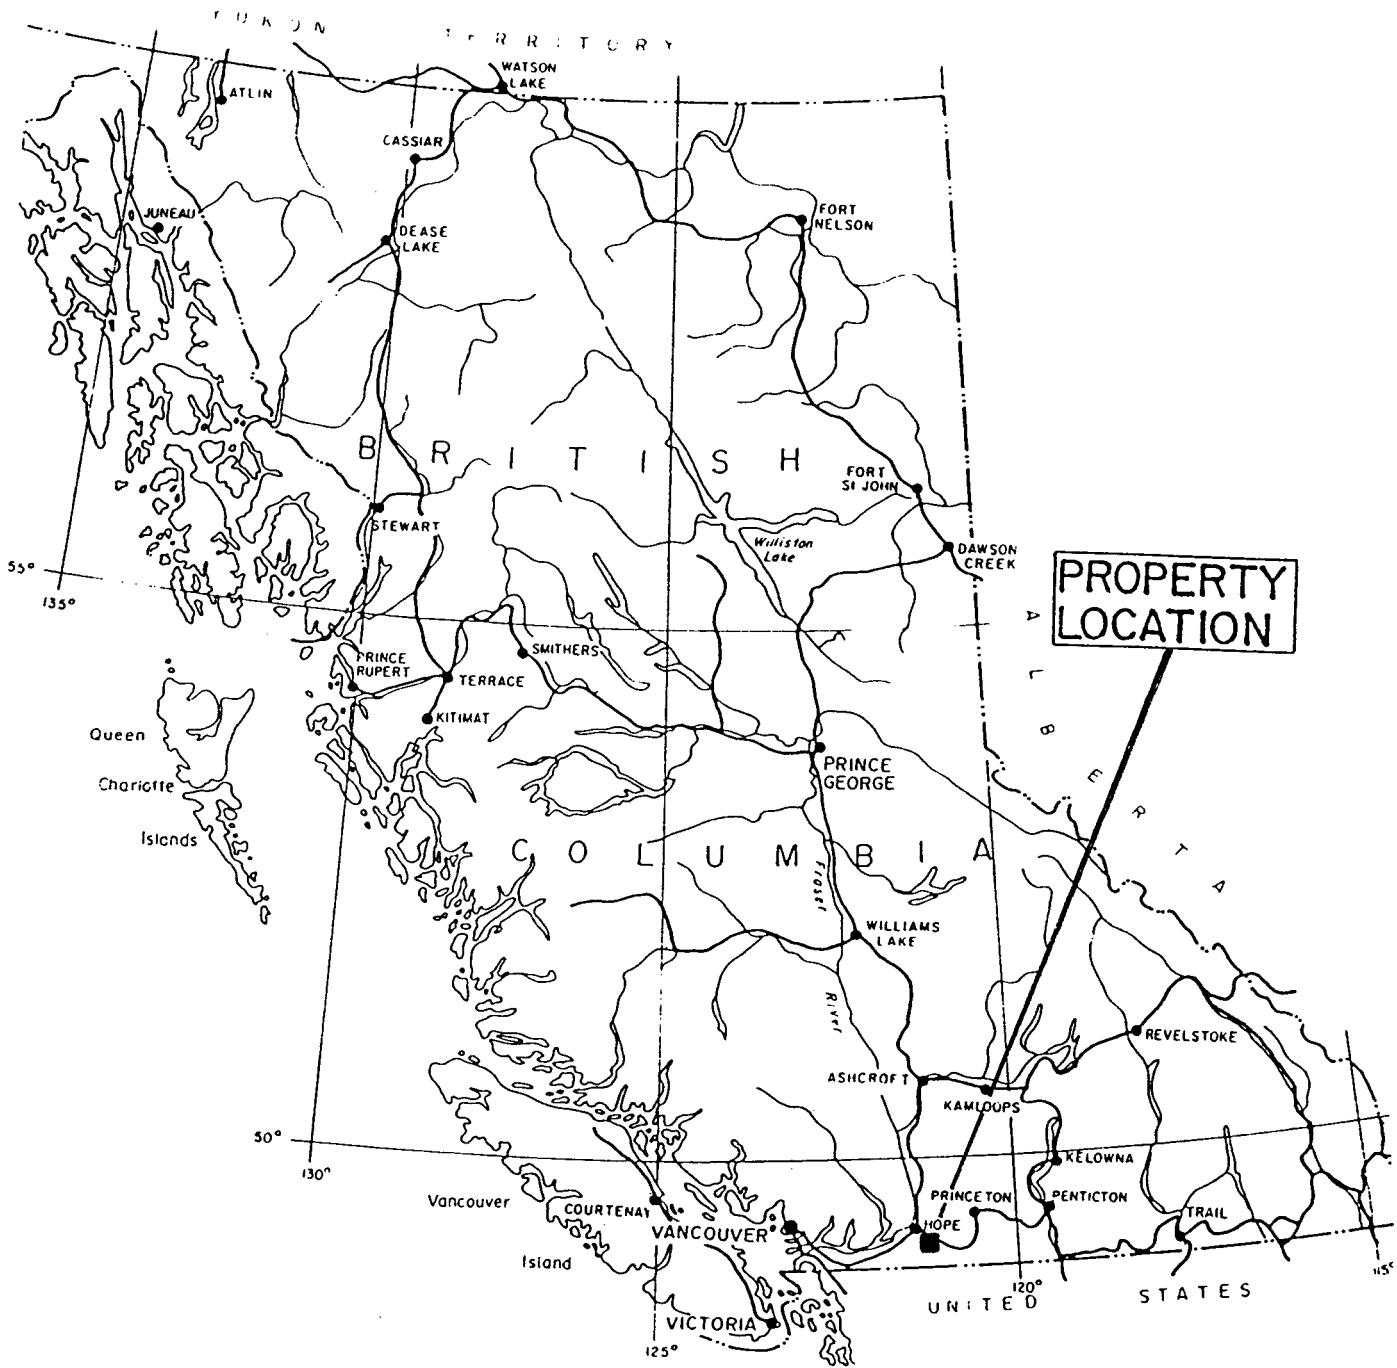 YUKON TERRITORY
WATSON
LAKE
ATLIN
CASSIAR
JUNEAU
DEASE
LAKE
FORT
NELSON
BRITISH
FORT
ST JOHN
STEWART
Williston
Lake
DAWSON
CREEK
PROPERTY
LOCATION
55°
135°
ALBERTA
PRINCE
RUPERT
SMITHERS
TERRACE
KITIMAT
Queen
Charlotte
Islands
PRINCE
GEORGE
COLUMBIA
Fraser
River
WILLIAMS
LAKE
REVELSTOKE
ASHCROFT
KAMLOOPS
50°
130°
KELOWNA
Vancouver
Island
COURTENAY
VANCOUVER
PRINCETON
PENTICTON
HOPE
TRAIL
VICTORIA
125°
120°
115°
UNITED STATES